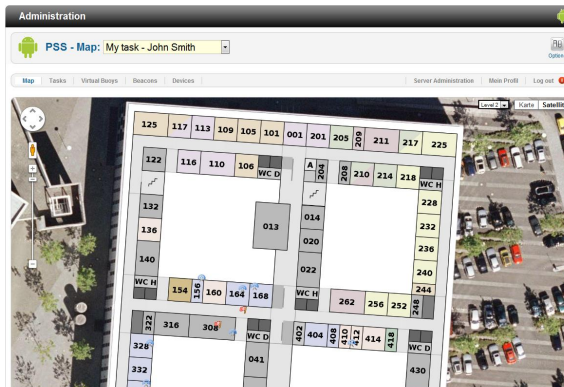 Administration
PSS - Map: My task - John Smith
Option
Map Tasks Virtual Buoys Beacons Devices Server Administration Mein Profil Log out
Level 2 Karte Satellit
125 117 113 109 105 101 001 201 205 209 211 217 225
122 116 110 106 WC D A 204 208 210 214 218 WC H
132 013 014 228
136 020 232
140 022 236
240
WC H 154 156 160 164 168 WC H 262 256 252 248 244
322 316 308 WC D 402 404 408 410 412 414 418 WC D
328 041 430
332